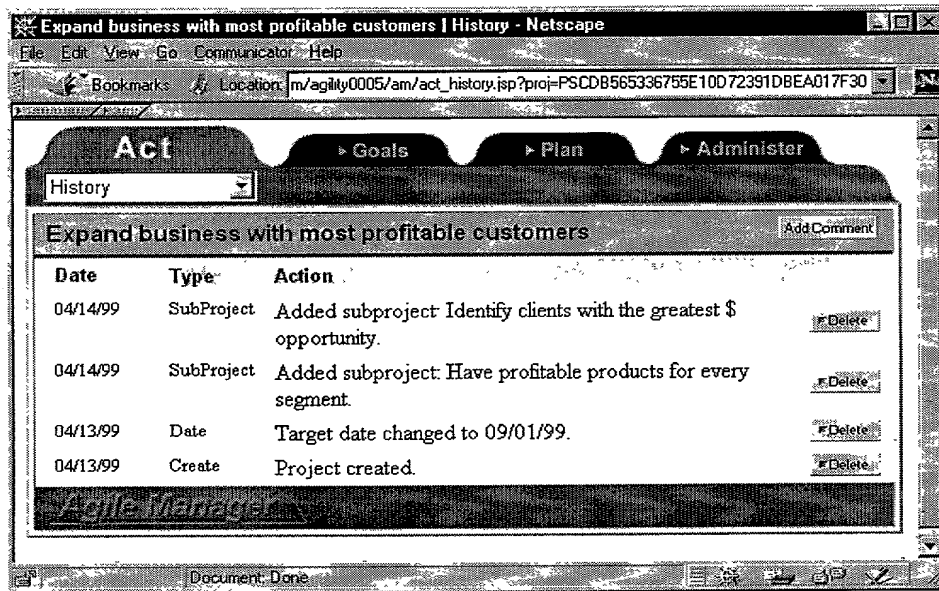 Expand business with most profitable customers | History - Netscape
File Edit View Go Communicator Help
Bookmarks Location: m/agility0005/am/act_history.jsp?proj=PSCDB565336755E10D72391DBEA017F30
Act Goals Plan Administer
History
Expand business with most profitable customers Add Comment
Date Type Action
04/14/99 SubProject Added subproject: Identify clients with the greatest $
opportunity. Delete
04/14/99 SubProject Added subproject: Have profitable products for every
segment. Delete
04/13/99 Date Target date changed to 09/01/99. Delete
04/13/99 Create Project created. Delete
Agile Manager
Document: Done